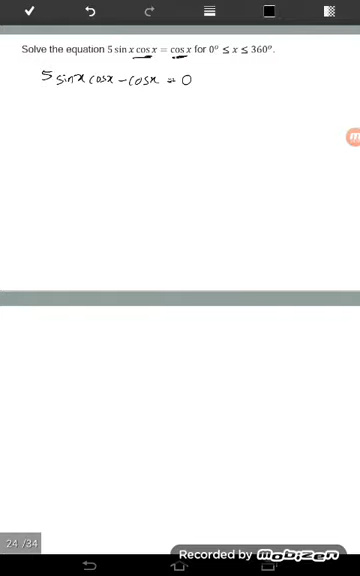 Solve the equation 5 sin x cos x = cos x for 0° ≤ x ≤ 360°.
5 sin x cos x − cos x = 0
24 /34
Recorded by mobizen